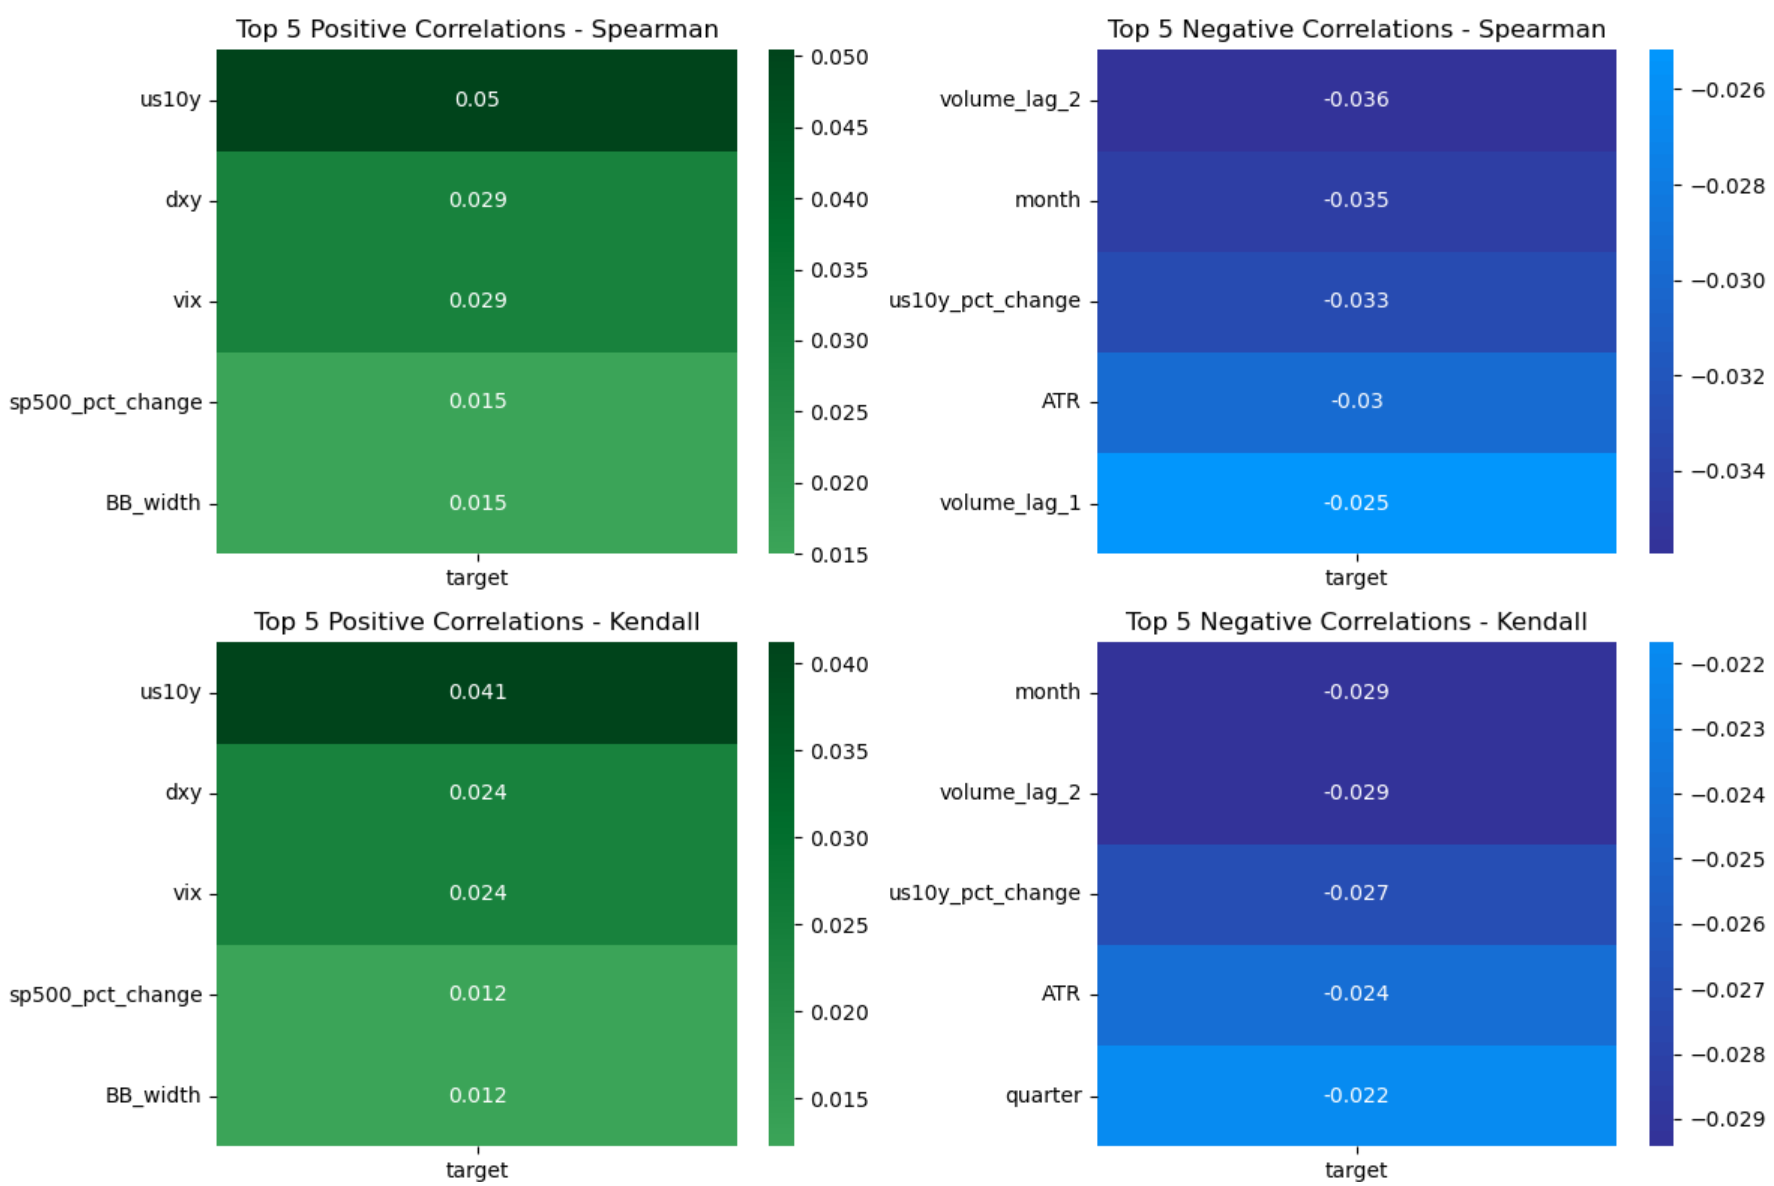 Top 5 Positive Correlations - Spearman
us10y
0.05
dxy
0.029
vix
0.029
sp500_pct_change
0.015
BB_width
0.015
target
0.050
0.045
0.040
0.035
0.030
0.025
0.020
0.015
Top 5 Negative Correlations - Spearman
volume_lag_2
-0.036
month
-0.035
us10y_pct_change
-0.033
ATR
-0.03
volume_lag_1
-0.025
target
−0.026
−0.028
−0.030
−0.032
−0.034
Top 5 Positive Correlations - Kendall
us10y
0.041
dxy
0.024
vix
0.024
sp500_pct_change
0.012
BB_width
0.012
target
0.040
0.035
0.030
0.025
0.020
0.015
Top 5 Negative Correlations - Kendall
month
-0.029
volume_lag_2
-0.029
us10y_pct_change
-0.027
ATR
-0.024
quarter
-0.022
target
−0.022
−0.023
−0.024
−0.025
−0.026
−0.027
−0.028
−0.029